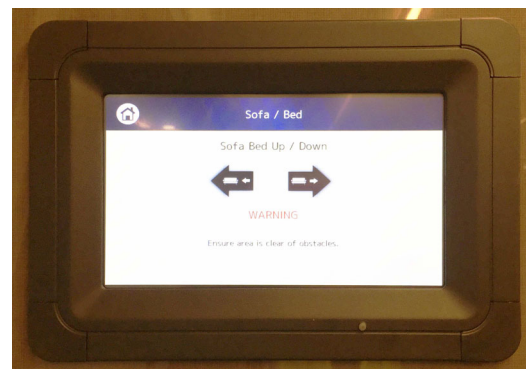 Sofa / Bed
Sofa Bed Up / Down
WARNING
Ensure area is clear of obstacles.